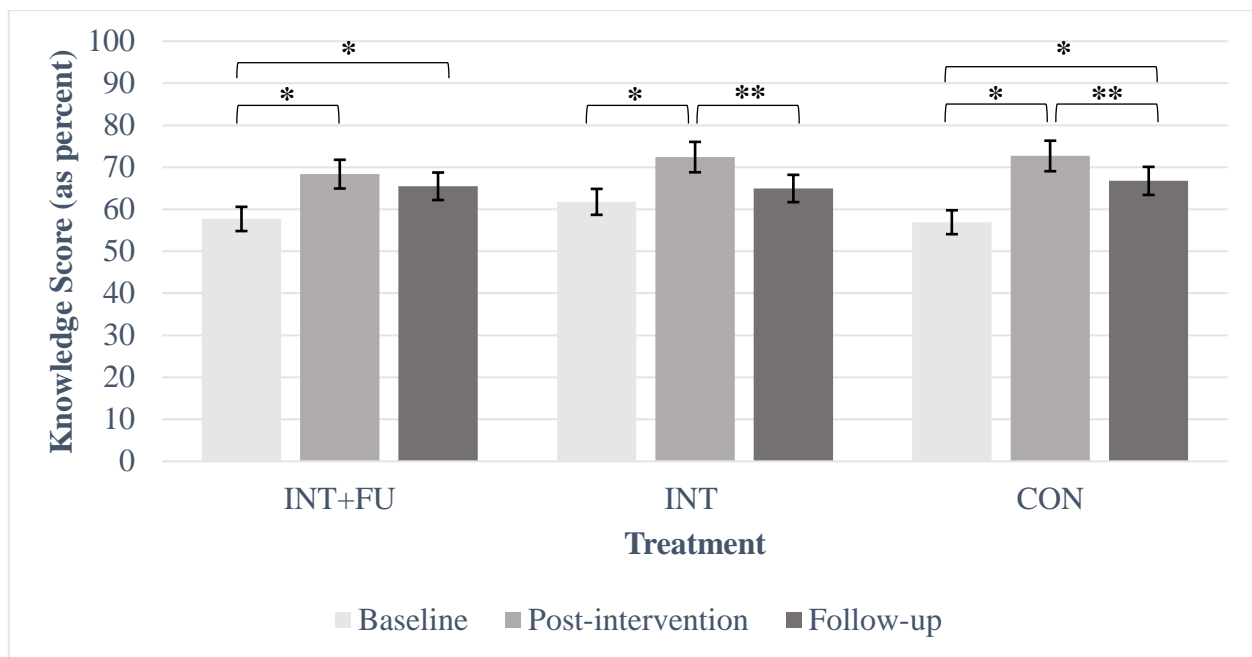 Knowledge Score (as percent)
100
90
80
70
60
50
40
30
20
10
0
* *
*
* * **
* **
INT+FU INT CON
Treatment
Baseline Post-intervention Follow-up